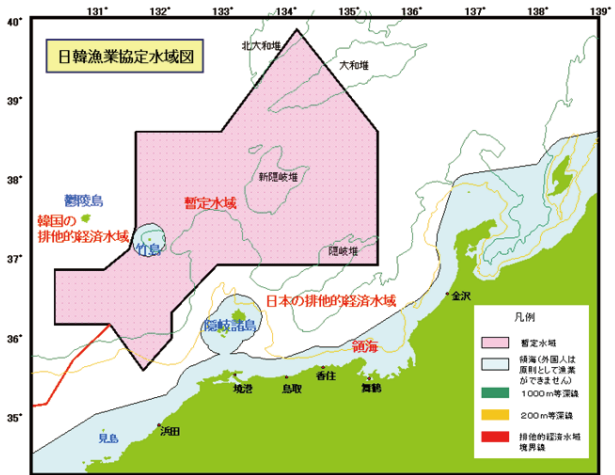 131°
132°
133°
134°
135°
136°
137°
138°
139°
40°
39°
38°
37°
36°
35°
日韓漁業協定水域図
北大和堆
大和堆
新隠岐堆
暫定水域
鬱陵島
韓国の
排他的経済水域
竹島
隠岐堆
日本の排他的経済水域
隠岐諸島
領海
金沢
境港
鳥取
香住
舞鶴
見島
浜田
凡例
暫定水域
領海(外国人は
原則として漁業
ができません)
1000m等深線
200m等深線
排他的経済水域
境界線